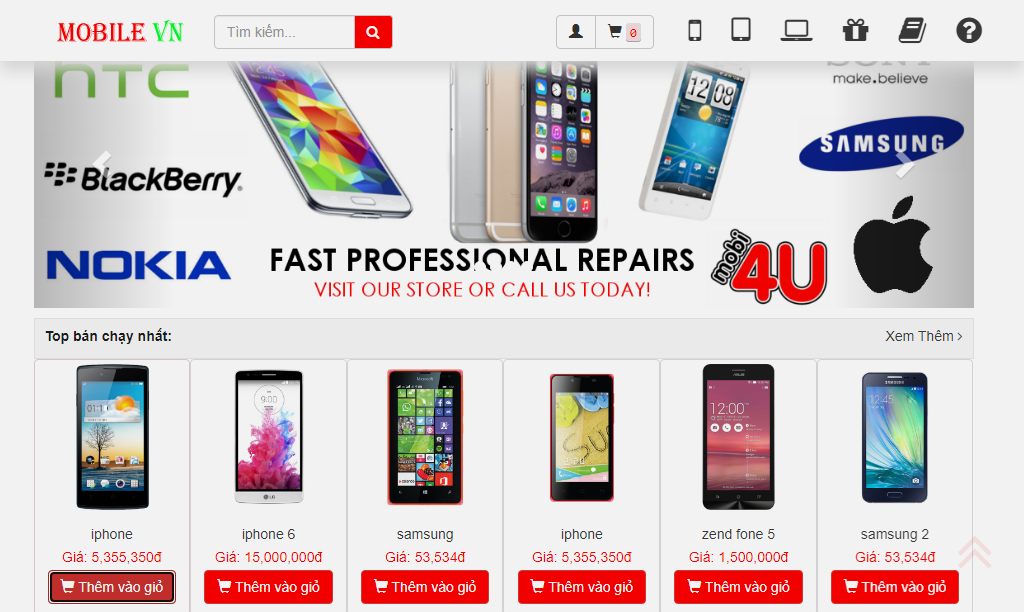 MOBILE VN
Tìm kiếm...
0
hTC
SONY
make.believe
12:08
SAMSUNG
BlackBerry
NOKIA
FAST PROFESSIONAL REPAIRS
mobi
4U
VISIT OUR STORE OR CALL US TODAY!
Top bán chạy nhất:
Xem Thêm
iphone
iphone 6
samsung
iphone
zend fone 5
samsung 2
Giá: 5,355,350đ
Giá: 15,000,000đ
Giá: 53,534đ
Giá: 5,355,350đ
Giá: 1,500,000đ
Giá: 53,534đ
Thêm vào giỏ
Thêm vào giỏ
Thêm vào giỏ
Thêm vào giỏ
Thêm vào giỏ
Thêm vào giỏ